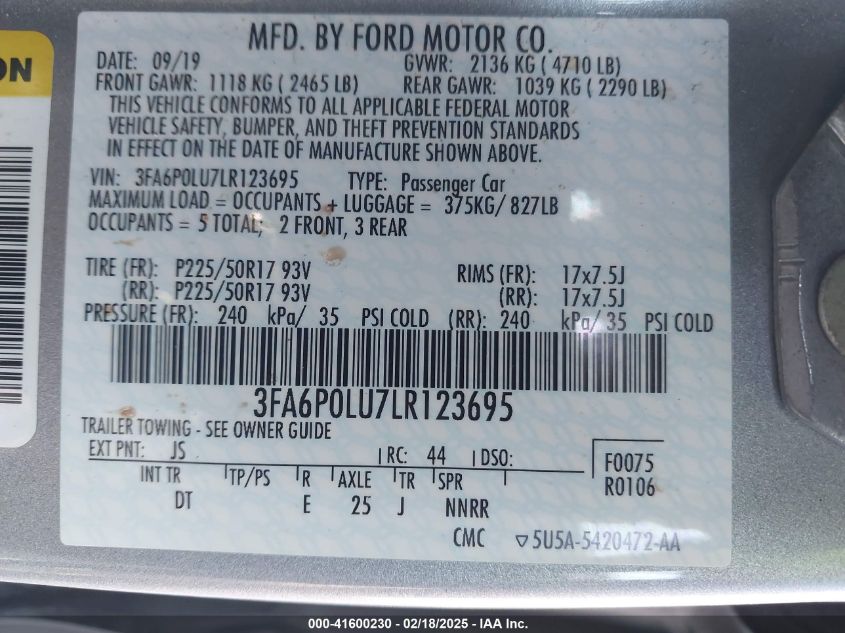 ON
MFD. BY FORD MOTOR CO.
DATE: 09/19 GVWR: 2136 KG ( 4710 LB)
FRONT GAWR: 1118 KG ( 2465 LB) REAR GAWR: 1039 KG ( 2290 LB)
THIS VEHICLE CONFORMS TO ALL APPLICABLE FEDERAL MOTOR
VEHICLE SAFETY, BUMPER, AND THEFT PREVENTION STANDARDS
IN EFFECT ON THE DATE OF MANUFACTURE SHOWN ABOVE.
VIN: 3FA6P0LU7LR123695 TYPE: Passenger Car
MAXIMUM LOAD = OCCUPANTS + LUGGAGE = 375KG/ 827LB
OCCUPANTS = 5 TOTAL; 2 FRONT, 3 REAR
TIRE (FR): P225/50R17 93V RIMS (FR): 17x7.5J
(RR): P225/50R17 93V (RR): 17x7.5J
PRESSURE (FR): 240 kPa/ 35 PSI COLD (RR): 240 kPa/ 35 PSI COLD
3FA6P0LU7LR123695
TRAILER TOWING - SEE OWNER GUIDE
EXT PNT: JS RC: 44 DSO: F0075
INT TR TP/PS R AXLE TR SPR R0106
DT E 25 J NNRR
CMC ▽5U5A-5420472-AA
000-41600230 - 02/18/2025 - IAA Inc.